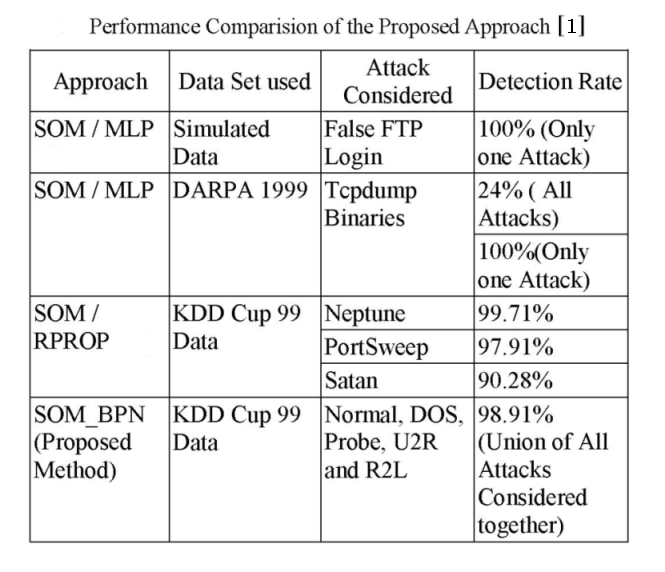 Performance Comparision of the Proposed Approach [1]
Approach
Data Set used
Attack
Considered
Detection Rate
SOM / MLP
Simulated
Data
False FTP
Login
100% (Only
one Attack)
SOM / MLP
DARPA 1999
Tcpdump
Binaries
24% ( All
Attacks)
100%(Only
one Attack)
SOM /
RPROP
KDD Cup 99
Data
Neptune
99.71%
PortSweep
97.91%
Satan
90.28%
SOM_BPN
(Proposed
Method)
KDD Cup 99
Data
Normal, DOS,
Probe, U2R
and R2L
98.91%
(Union of All
Attacks
Considered
together)